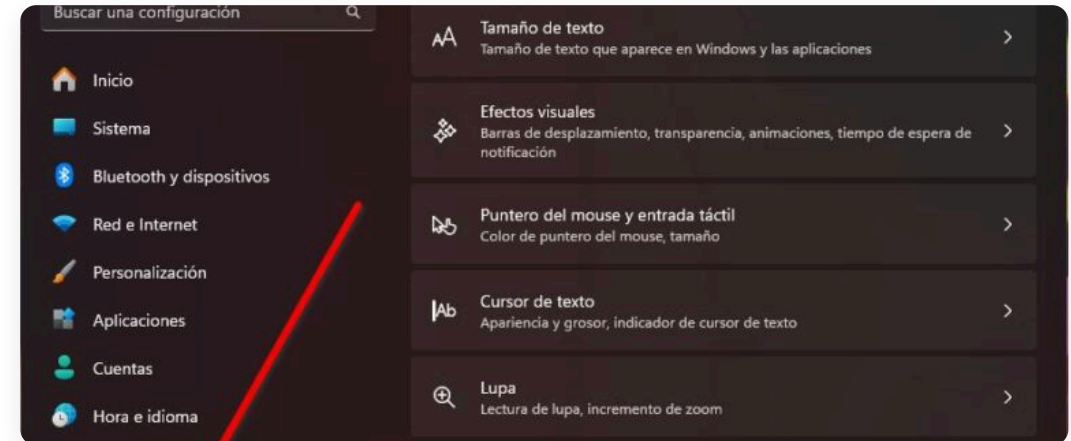 Buscar una configuración
Inicio
Sistema
Bluetooth y dispositivos
Red e Internet
Personalización
Aplicaciones
Cuentas
Hora e idioma
AA
Tamaño de texto
Tamaño de texto que aparece en Windows y las aplicaciones
Efectos visuales
Barras de desplazamiento, transparencia, animaciones, tiempo de espera de
notificación
Puntero del mouse y entrada táctil
Color de puntero del mouse, tamaño
Ab
Cursor de texto
Apariencia y grosor, indicador de cursor de texto
Lupa
Lectura de lupa, incremento de zoom